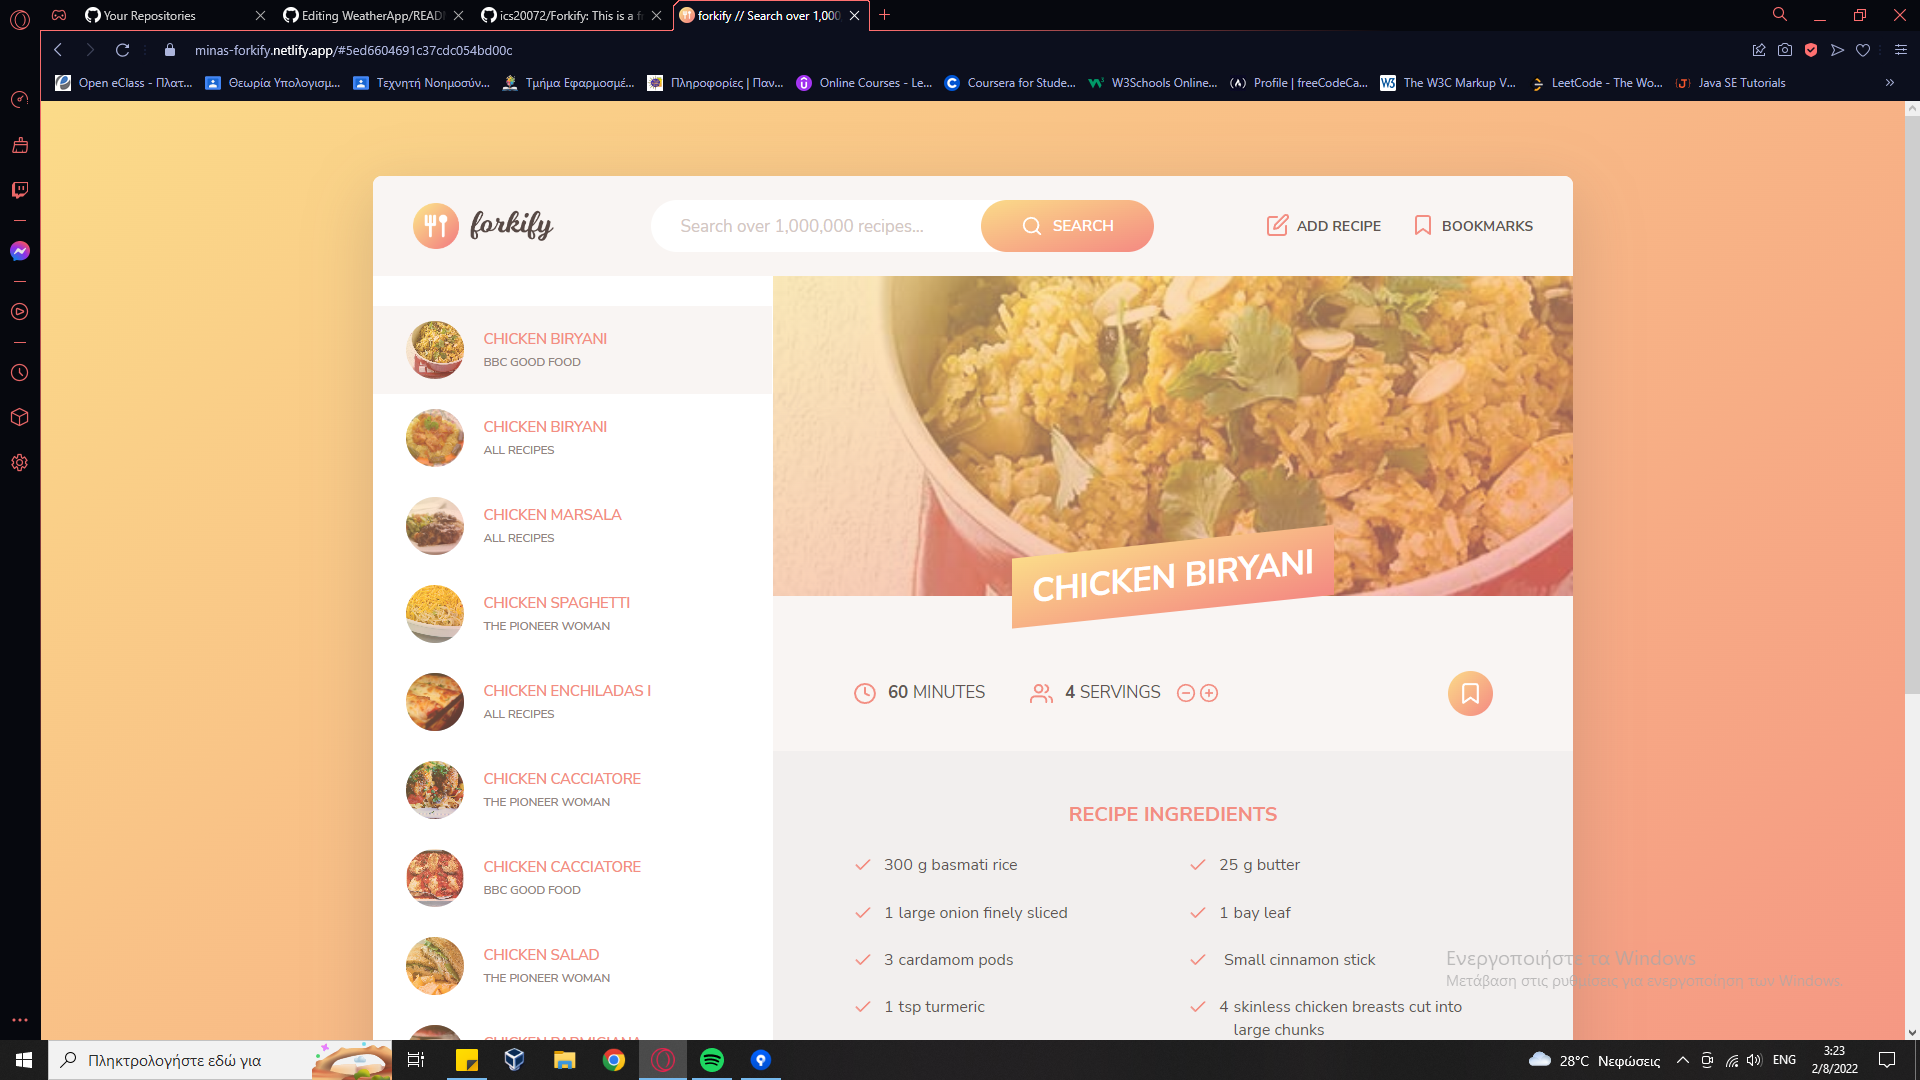 Your Repositories
Editing WeatherApp/READ
ics20072/Forkify: This is a f
forkify // Search over 1,000
minas-forkify.netlify.app/#5ed6604691c37cdc054bd00c
Open eClass - Πλατ...
Θεωρία Υπολογισμ...
Τεχνητή Νοημοσύν...
Τμήμα Εφαρμοσμέ...
Πληροφορίες | Παν...
Online Courses - Le...
Coursera for Stude...
W3Schools Online...
Profile | freeCodeCa...
The W3C Markup V...
LeetCode - The Wo...
Java SE Tutorials
forkify
Search over 1,000,000 recipes...
SEARCH
ADD RECIPE
BOOKMARKS
CHICKEN BIRYANI
BBC GOOD FOOD
CHICKEN BIRYANI
ALL RECIPES
CHICKEN MARSALA
ALL RECIPES
CHICKEN SPAGHETTI
THE PIONEER WOMAN
CHICKEN ENCHILADAS I
ALL RECIPES
CHICKEN CACCIATORE
THE PIONEER WOMAN
CHICKEN CACCIATORE
BBC GOOD FOOD
CHICKEN SALAD
THE PIONEER WOMAN
CHICKEN PARMIGIANA
CHICKEN BIRYANI
60 MINUTES
4 SERVINGS
RECIPE INGREDIENTS
300 g basmati rice
25 g butter
1 large onion finely sliced
1 bay leaf
3 cardamom pods
Small cinnamon stick
1 tsp turmeric
4 skinless chicken breasts cut into
large chunks
Ενεργοποιήστε τα Windows
Μετάβαση στις ρυθμίσεις για ενεργοποίηση των Windows.
Πληκτρολογήστε εδώ για
28°C Νεφώσεις
ENG
3:23
2/8/2022